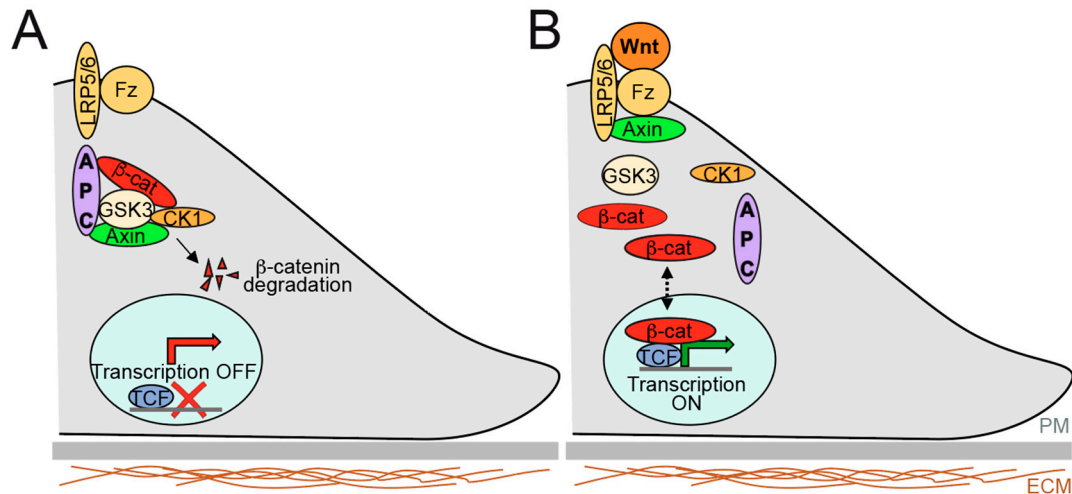 A
LRP5/6
Fz
A
P
C
β-cat
GSK3
CK1
Axin
β-catenin
degradation
Transcription OFF
TCF
B
Wnt
LRP5/6
Fz
Axin
GSK3
CK1
β-cat
A
P
C
β-cat
β-cat
TCF
Transcription
ON
PM
ECM